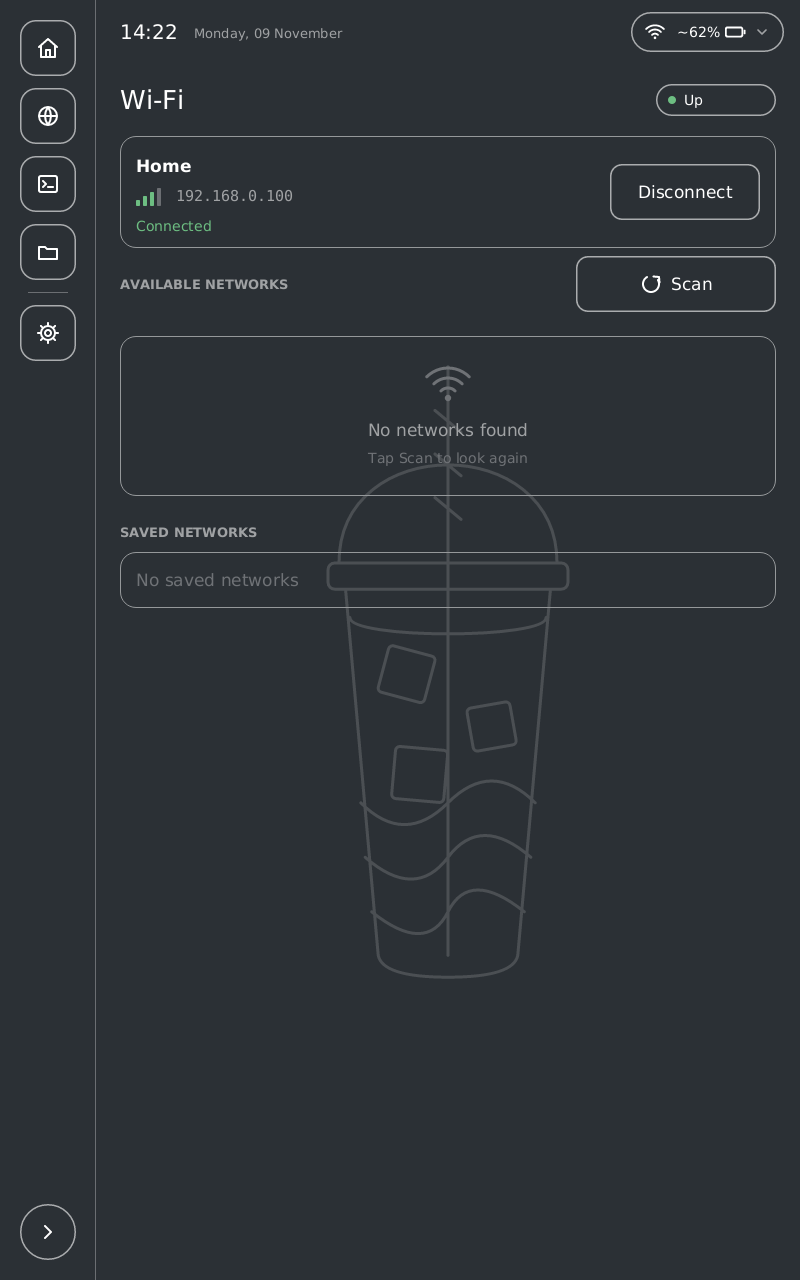 14:22 Monday, 09 November ~62%
Wi-Fi Up
Home
192.168.0.100
Connected
Disconnect
AVAILABLE NETWORKS Scan
No networks found
Tap Scan to look again
SAVED NETWORKS
No saved networks